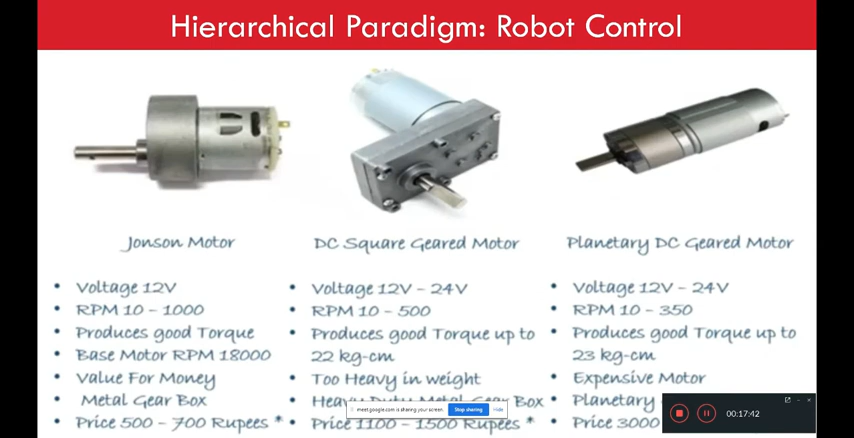 Hierarchical Paradigm: Robot Control
Jonson Motor
Voltage 12V
RPM 10 - 1000
Produces good Torque
Base Motor RPM 18000
Value For Money
Metal Gear Box
Price 500 - 700 Rupees *
DC Square Geared Motor
Voltage 12V - 24V
RPM 10 - 500
Produces good Torque up to
22 kg-cm
Too Heavy in weight
Heavy Duty Metal Gear Box
Price 1100 - 1500 Rupees *
Planetary DC Geared Motor
Voltage 12V - 24V
RPM 10 - 350
Produces good Torque up to
23 kg-cm
Expensive Motor
Planetary
Price 3000
meet.google.com is sharing your screen.
Stop sharing
Hide
00:17:42